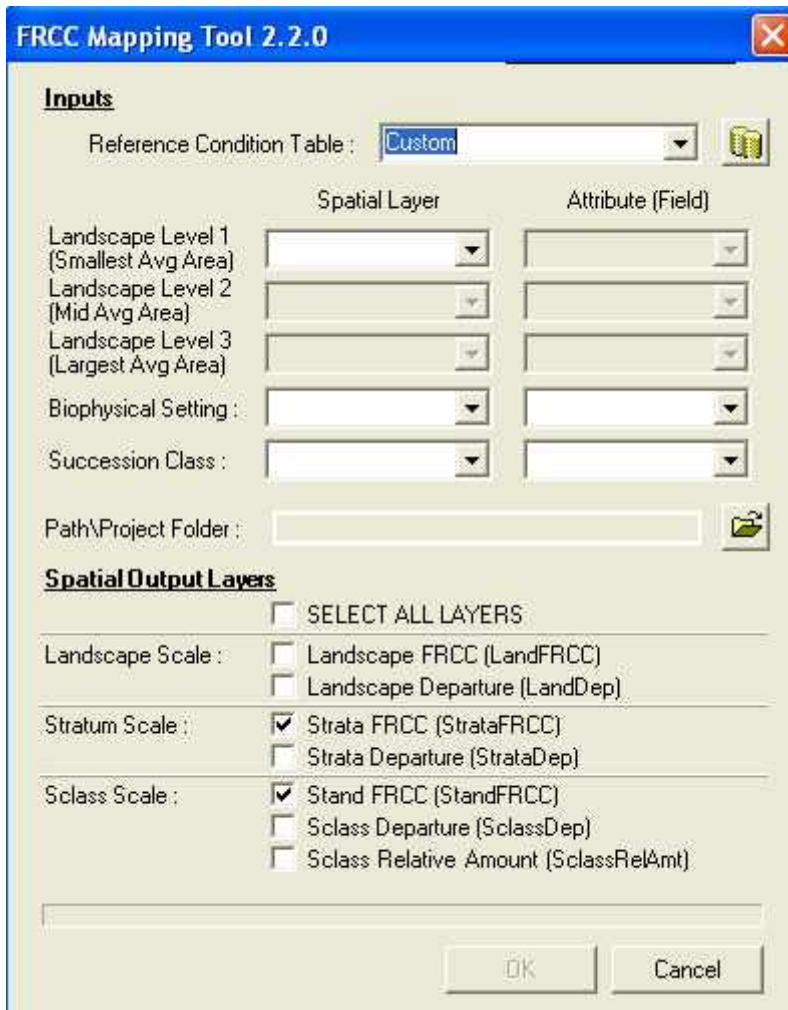 FRCC Mapping Tool 2.2.0
Inputs
Reference Condition Table : Custom
Spatial Layer Attribute (Field)
Landscape Level 1
(Smallest Avg Area)
Landscape Level 2
(Mid Avg Area)
Landscape Level 3
(Largest Avg Area)
Biophysical Setting :
Succession Class :
Path\Project Folder :
Spatial Output Layers
SELECT ALL LAYERS
Landscape Scale : Landscape FRCC (LandFRCC)
Landscape Departure (LandDep)
Stratum Scale : Strata FRCC (StrataFRCC)
Strata Departure (StrataDep)
Sclass Scale : Stand FRCC (StandFRCC)
Sclass Departure (SclassDep)
Sclass Relative Amount (SclassRelAmt)
OK Cancel